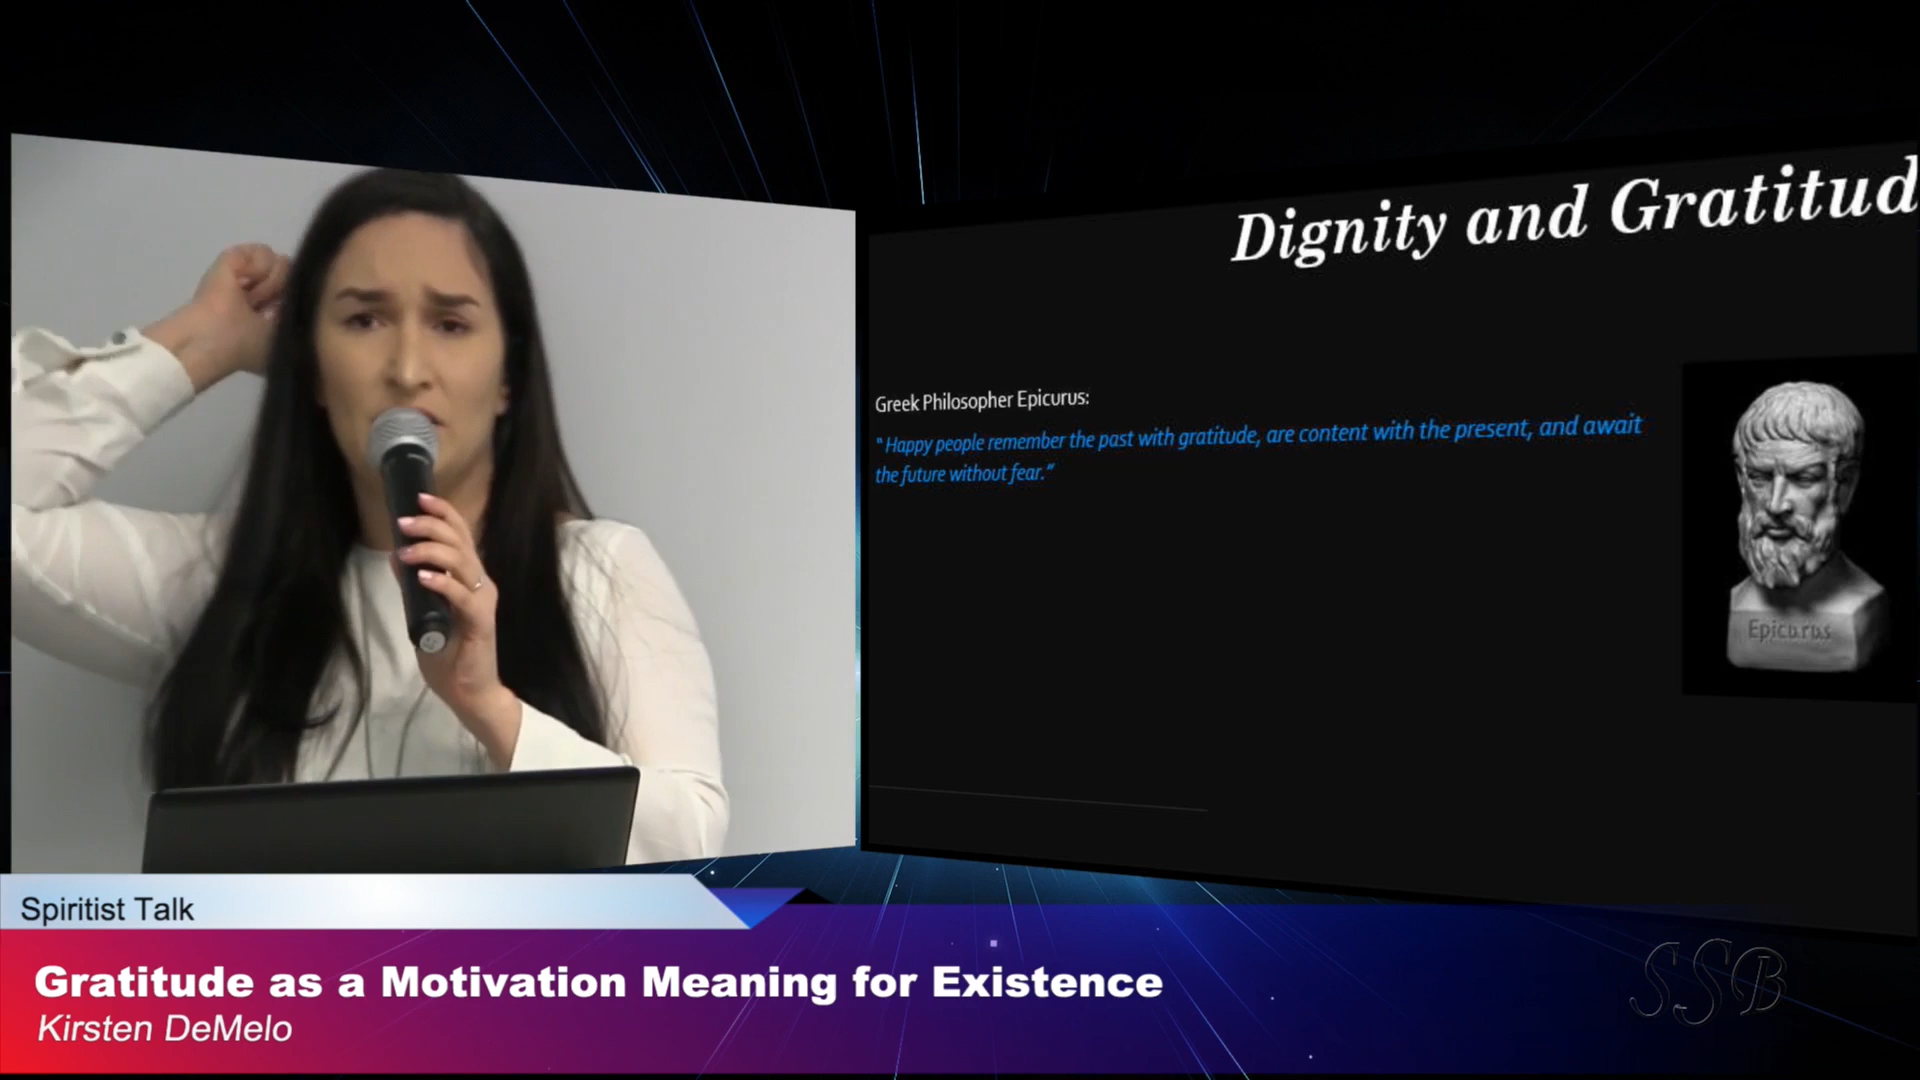 Dignity and Gratitud
Greek Philosopher Epicurus:
“Happy people remember the past with gratitude, are content with the present, and await
the future without fear.”
Epicurus
Spiritist Talk
Gratitude as a Motivation Meaning for Existence
Kirsten DeMelo
SSB